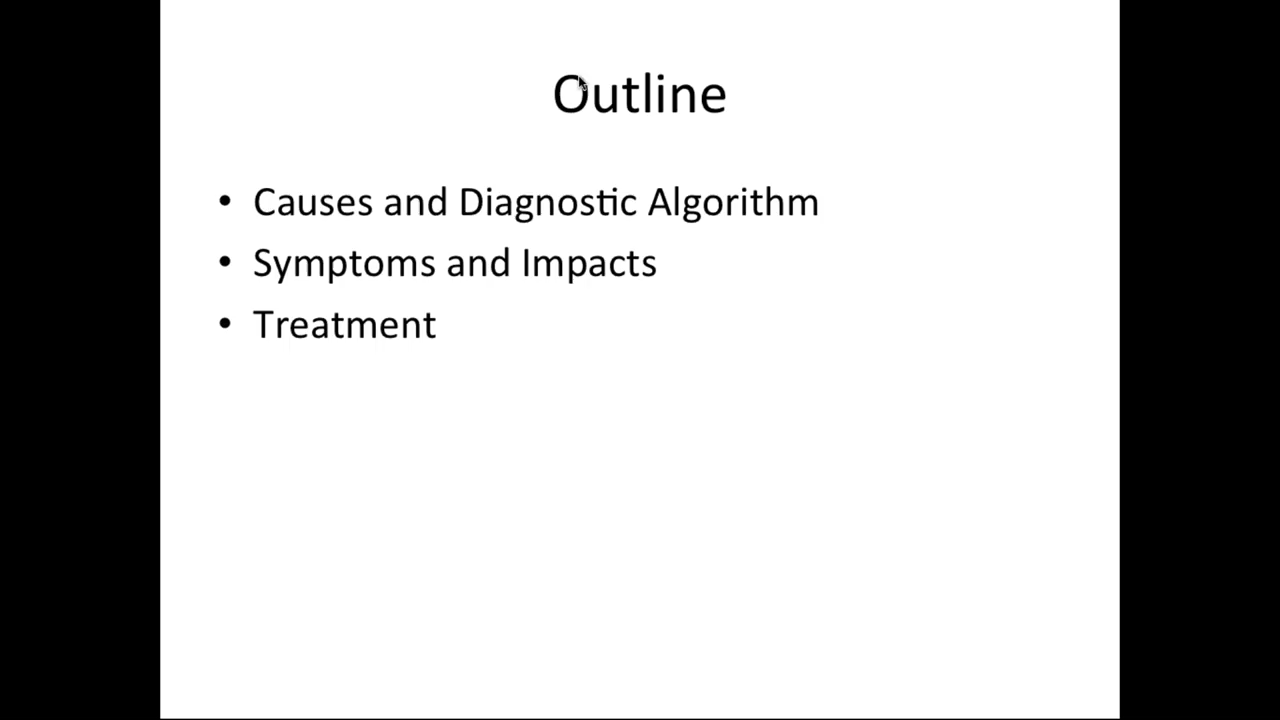 Outline
• Causes and Diagnostic Algorithm
• Symptoms and Impacts
• Treatment